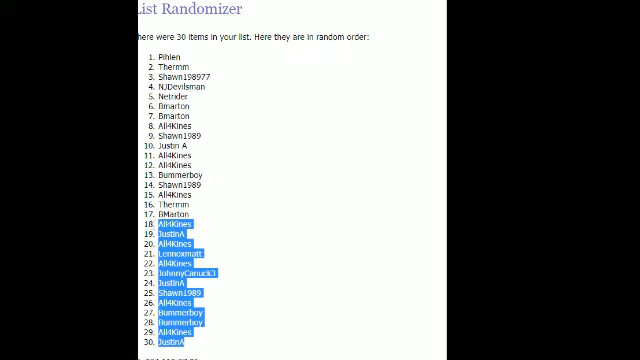 List Randomizer
here were 30 items in your list. Here they are in random order:
1. Pihlen
2. Thermm
3. Shawn198977
4. NJDevilsman
5. Netrider
6. Bmarton
7. Bmarton
8. All4Kines
9. Shawn1989
10. Justin A
11. All4Kines
12. All4Kines
13. Bummerboy
14. Shawn1989
15. All4Kines
16. Thermm
17. BMarton
18. All4Kines
19. JustinA
20. All4Kines
21. Lennoxmatt
22. All4Kines
23. JohnnyCanuck3
24. JustinA
25. Shawn1989
26. All4Kines
27. Bummerboy
28. Bummerboy
29. All4Kines
30. JustinA